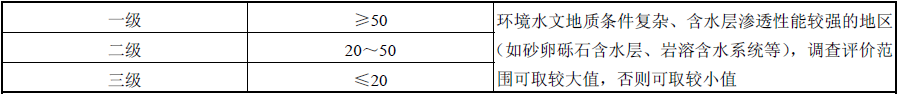 一级 ≥50 环境水文地质条件复杂、含水层渗透性能较强的地区
二级 20～50 （如砂卵砾石含水层、岩溶含水系统等），调查评价范
三级 ≤20 围可取较大值，否则可取较小值